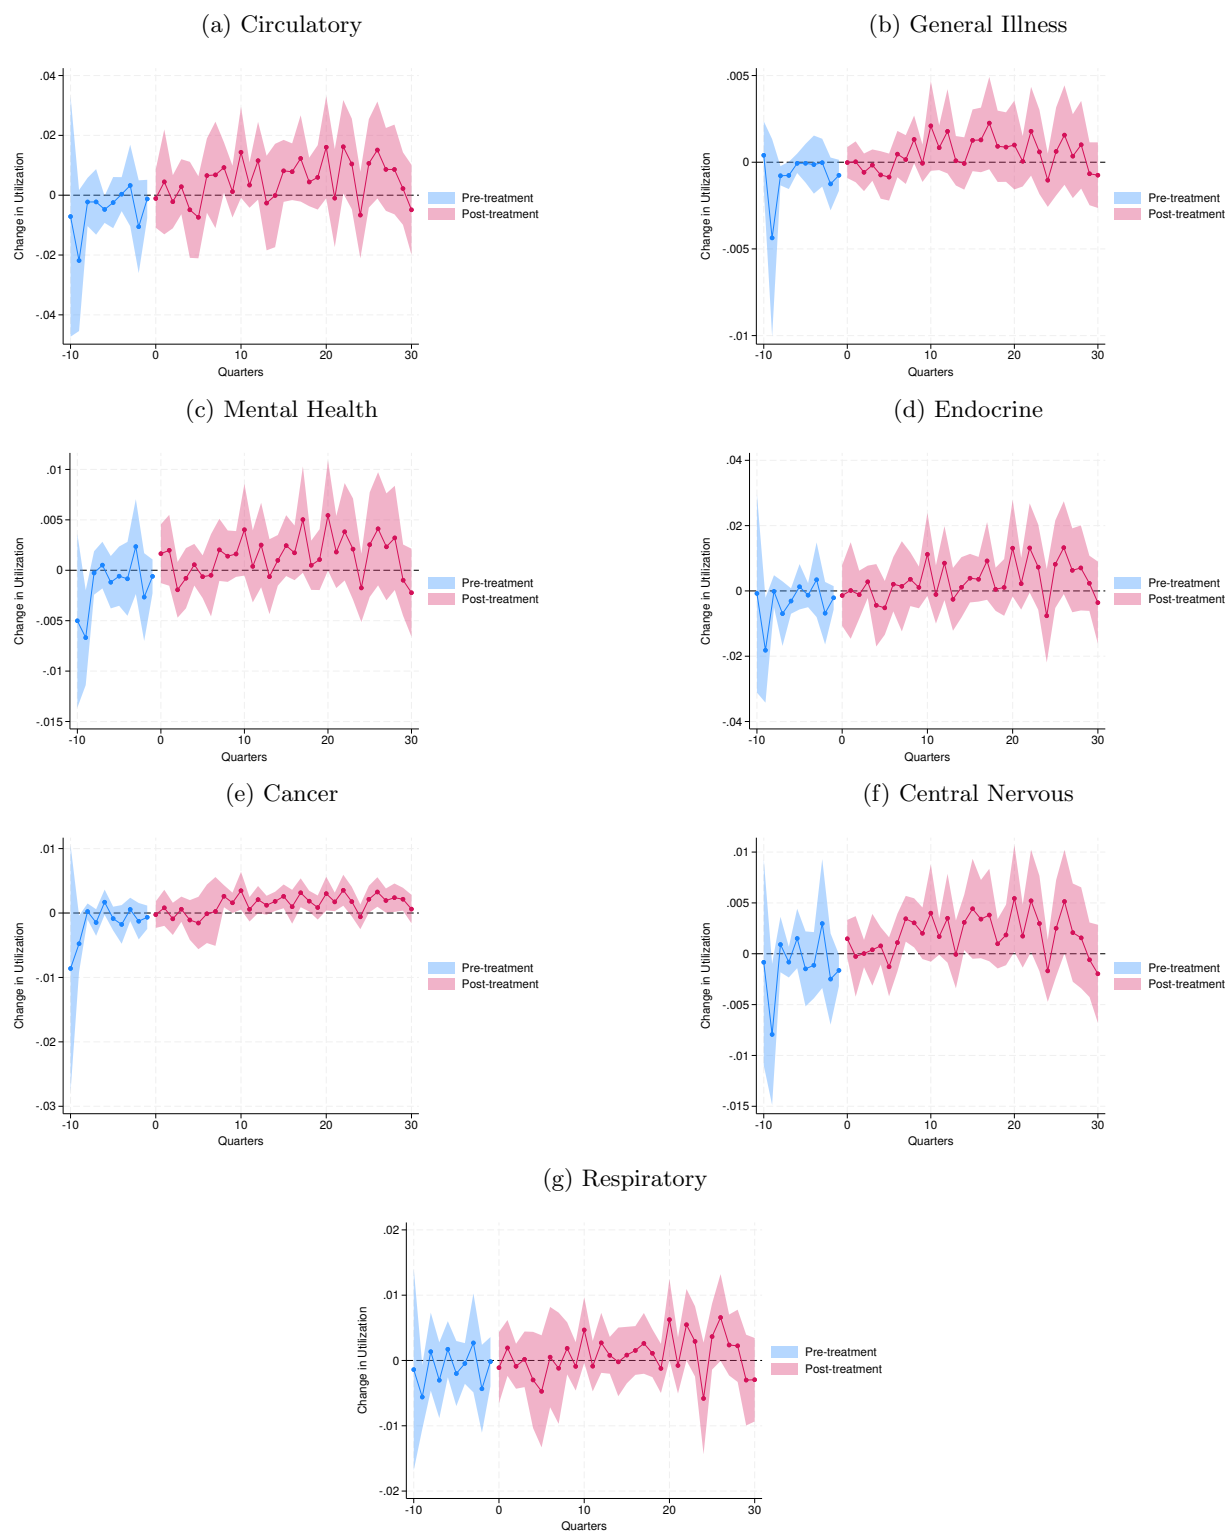 (a) Circulatory
.04
.02
0
-.02
-.04
Change in Utilization
-10
0
10
20
30
Quarters
Pre-treatment
Post-treatment
(b) General Illness
.005
0
-.005
-.01
Change in Utilization
-10
0
10
20
30
Quarters
Pre-treatment
Post-treatment
(c) Mental Health
.01
.005
0
-.005
-.01
-.015
Change in Utilization
-10
0
10
20
30
Quarters
Pre-treatment
Post-treatment
(d) Endocrine
.04
.02
0
-.02
-.04
Change in Utilization
-10
0
10
20
30
Quarters
Pre-treatment
Post-treatment
(e) Cancer
.01
0
-.01
-.02
-.03
Change in Utilization
-10
0
10
20
30
Quarters
Pre-treatment
Post-treatment
(f) Central Nervous
.01
.005
0
-.005
-.01
-.015
Change in Utilization
-10
0
10
20
30
Quarters
Pre-treatment
Post-treatment
(g) Respiratory
.02
.01
0
-.01
-.02
Change in Utilization
-10
0
10
20
30
Quarters
Pre-treatment
Post-treatment